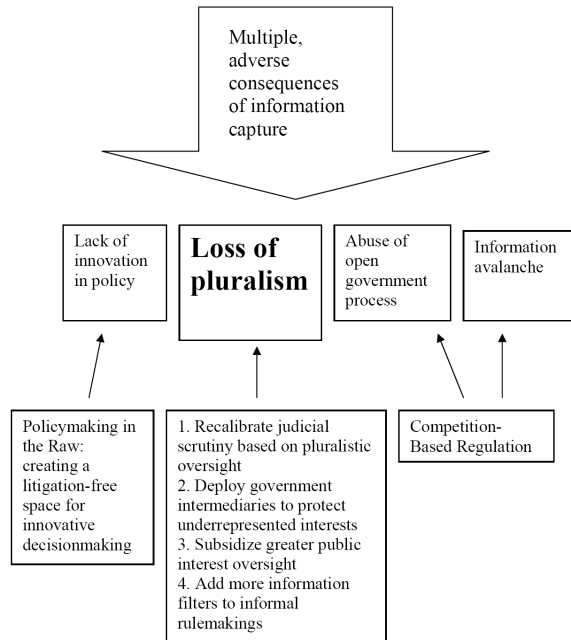 Multiple,
adverse
consequences
of information
capture
Lack of
innovation
in policy
Loss of
pluralism
Abuse of
open
government
process
Information
avalanche
Policymaking in
the Raw:
creating a
litigation-free
space for
innovative
decisionmaking
1. Recalibrate judicial
scrutiny based on pluralistic
oversight
2. Deploy government
intermediaries to protect
underrepresented interests
3. Subsidize greater public
interest oversight
4. Add more information
filters to informal
rulemakings
Competition-
Based Regulation